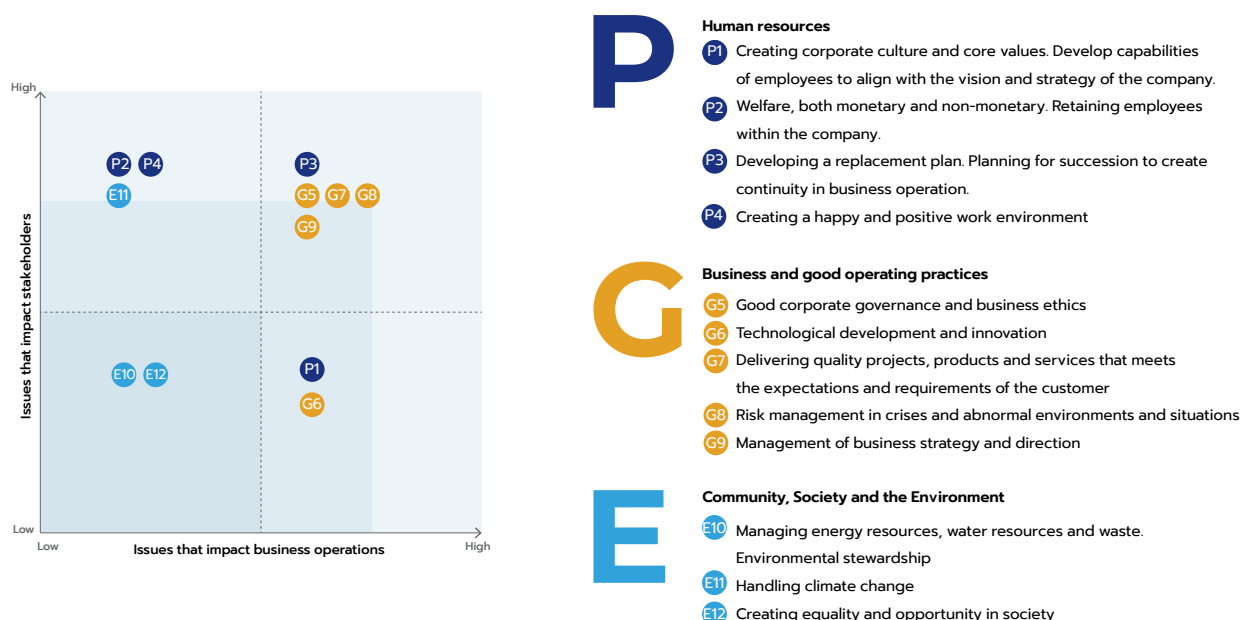 High
P2 P4 P3
E11 G5 G7 G8
G9
Issues that impact stakeholders
E10 E12 P1
G6
Low
Low Issues that impact business operations High
P
Human resources
P1 Creating corporate culture and core values. Develop capabilities
of employees to align with the vision and strategy of the company.
P2 Welfare, both monetary and non-monetary. Retaining employees
within the company.
P3 Developing a replacement plan. Planning for succession to create
continuity in business operation.
P4 Creating a happy and positive work environment
G
Business and good operating practices
G5 Good corporate governance and business ethics
G6 Technological development and innovation
G7 Delivering quality projects, products and services that meets
the expectations and requirements of the customer
G8 Risk management in crises and abnormal environments and situations
G9 Management of business strategy and direction
E
Community, Society and the Environment
E10 Managing energy resources, water resources and waste.
Environmental stewardship
E11 Handling climate change
E12 Creating equality and opportunity in society